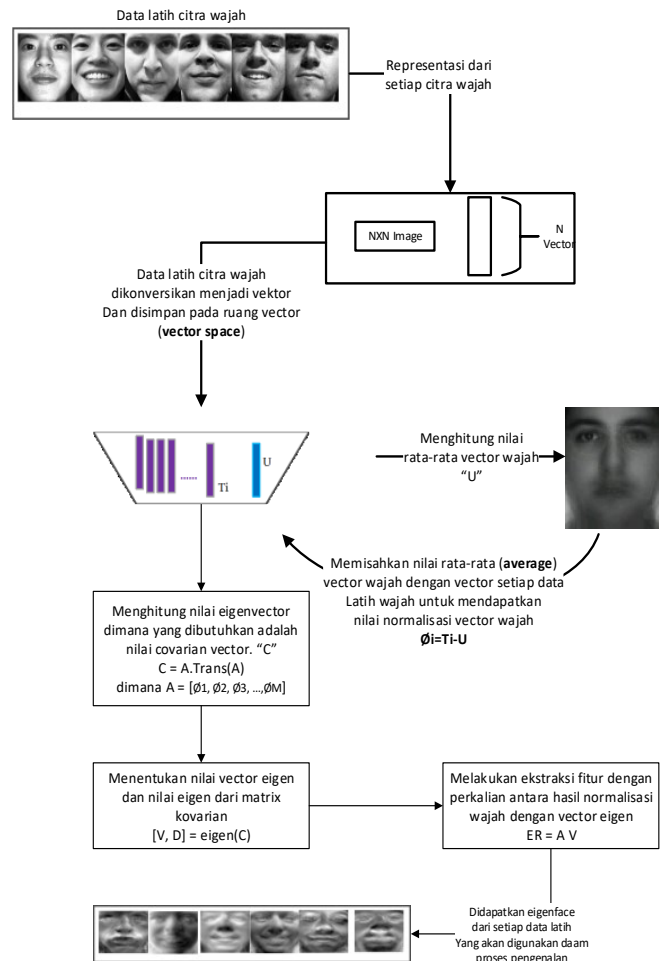 Data latih citra wajah
Representasi dari
setiap citra wajah
NXN Image
N
Vector
Data latih citra wajah
dikonversikan menjadi vektor
Dan disimpan pada ruang vector
(vector space)
U
......
Ti
Menghitung nilai
rata-rata vector wajah
“U”
Memisahkan nilai rata-rata (average)
vector wajah dengan vector setiap data
Latih wajah untuk mendapatkan
nilai normalisasi vector wajah
Øi=Ti-U
Menghitung nilai eigenvector
dimana yang dibutuhkan adalah
nilai covarian vector. “C”
C = A.Trans(A)
dimana A = [Ø1, Ø2, Ø3, ...,ØM]
Menentukan nilai vector eigen
dan nilai eigen dari matrix
kovarian
[V, D] = eigen(C)
Melakukan ekstraksi fitur dengan
perkalian antara hasil normalisasi
wajah dengan vector eigen
ER = A V
Didapatkan eigenface
dari setiap data latih
Yang akan digunakan daam
proses pengenalan